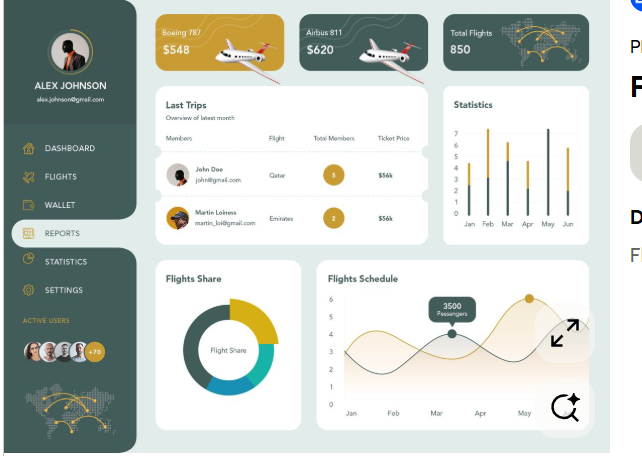 ALEX JOHNSON
alex.johnson@gmail.com
DASHBOARD
FLIGHTS
WALLET
REPORTS
STATISTICS
SETTINGS
ACTIVE USERS
+70
Boeing 787
$548
Airbus 811
$620
Total Flights
850
Last Trips
Overview of latest month
Members Flight Total Members Ticket Price
John Doe
john@gmail.com
Qatar 5 $56k
Martin Loiness
martin_loi@gmail.com
Emirates 2 $56k
Statistics
7
6
5
4
3
2
1
0
Jan Feb Mar Apr May Jun
Flights Share
Flight Share
Flights Schedule
3500
Pessengers
6
5
4
3
2
1
0
Jan Feb Mar Apr May